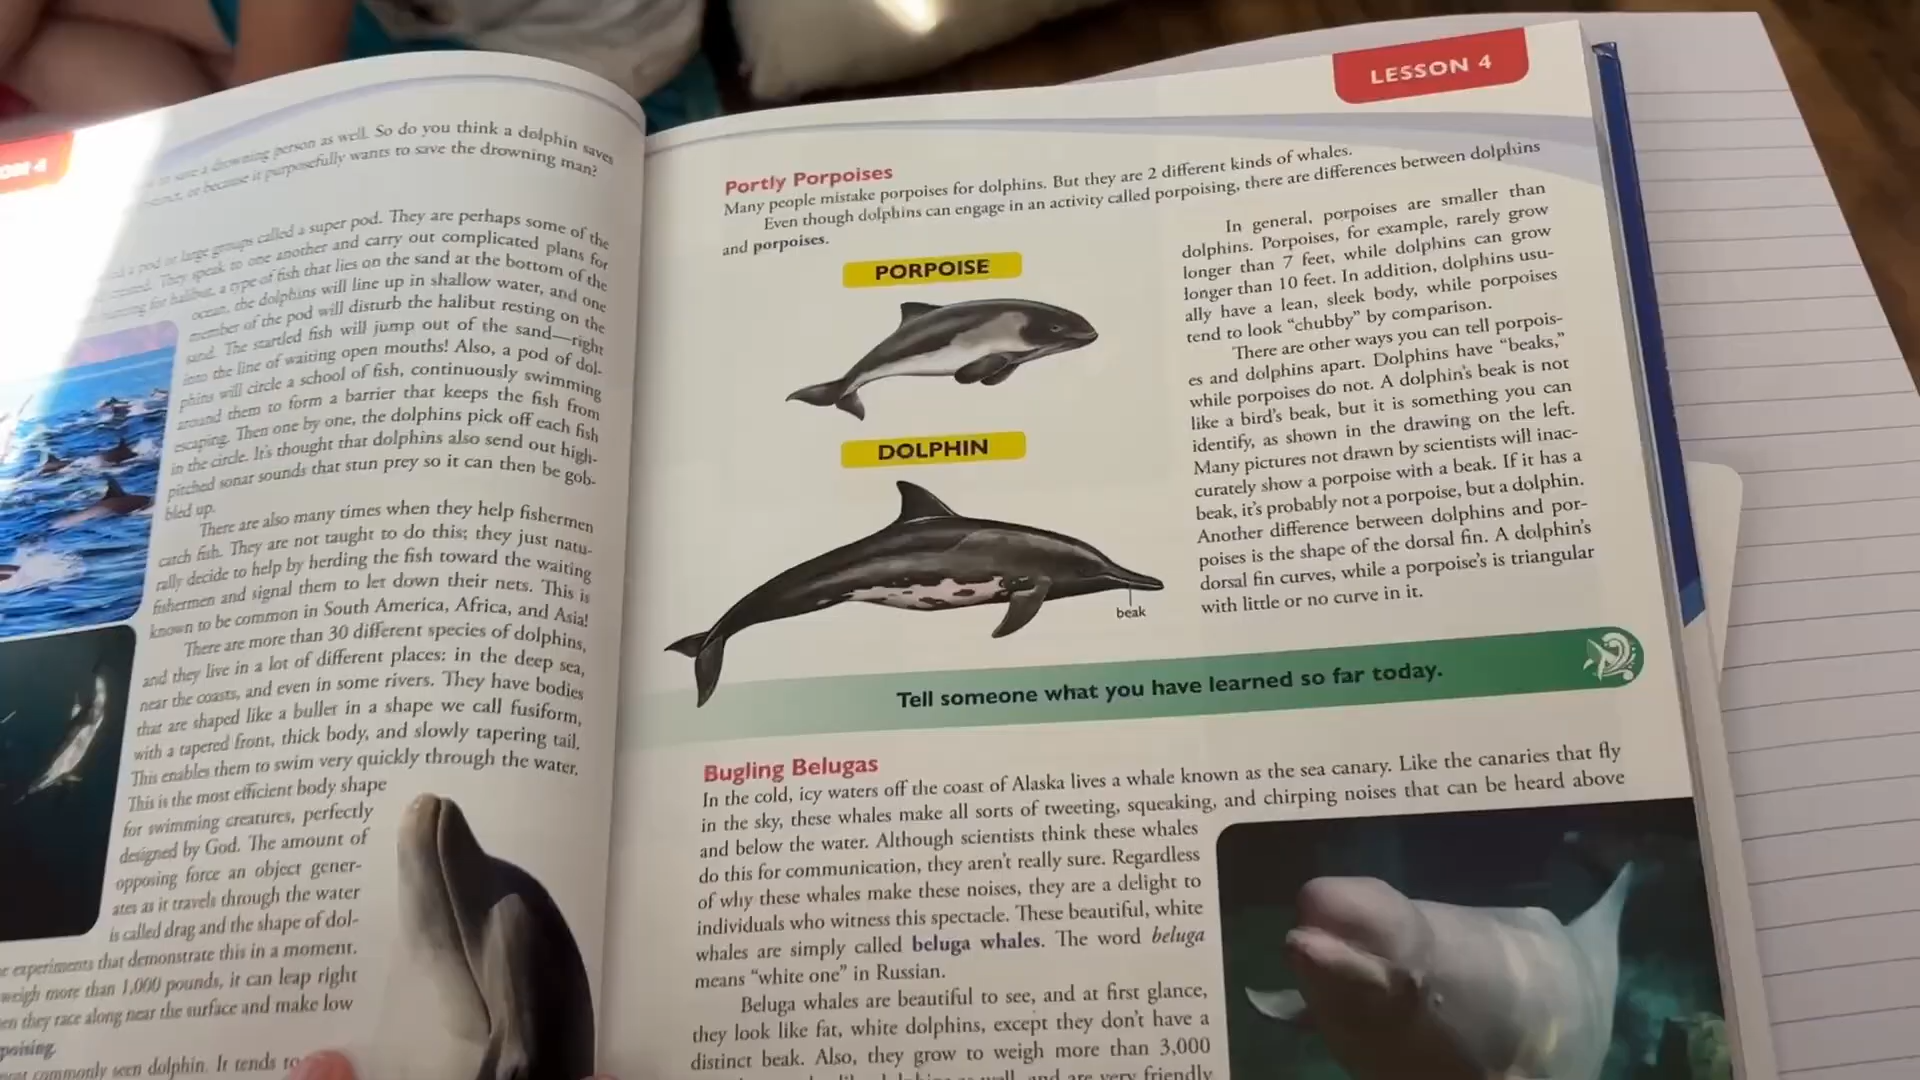 ON 4
to save a drowning person as well. So do you think a dolphin saves
or because it purposefully wants to save the drowning man?
a pod or large groups called a super pod. They are perhaps some of the
created. They speak to one another and carry out complicated plans for
hunting for halibut, a type of fish that lies on the sand at the bottom of the
ocean, the dolphins will line up in shallow water, and one
member of the pod will disturb the halibut resting on the
sand. The startled fish will jump out of the sand—right
into the line of waiting open mouths! Also, a pod of dol-
phins will circle a school of fish, continuously swimming
around them to form a barrier that keeps the fish from
escaping. Then one by one, the dolphins pick off each fish
in the circle. It's thought that dolphins also send out high-
pitched sonar sounds that stun prey so it can then be gob-
bled up.
There are also many times when they help fishermen
catch fish. They are not taught to do this; they just natu-
rally decide to help by herding the fish toward the waiting
fishermen and signal them to let down their nets. This is
known to be common in South America, Africa, and Asia!
There are more than 30 different species of dolphins,
and they live in a lot of different places: in the deep sea,
near the coasts, and even in some rivers. They have bodies
that are shaped like a bullet in a shape we call fusiform,
with a tapered front, thick body, and slowly tapering tail.
This enables them to swim very quickly through the water.
This is the most efficient body shape
for swimming creatures, perfectly
designed by God. The amount of
opposing force an object gener-
ates as it travels through the water
is called drag and the shape of dol-
experiments that demonstrate this in a moment.
weigh more than 1,000 pounds, it can leap right
en they race along near the surface and make low
poising.
most commonly seen dolphin. It tends to
LESSON 4
Portly Porpoises
Many people mistake porpoises for dolphins. But they are 2 different kinds of whales.
Even though dolphins can engage in an activity called porpoising, there are differences between dolphins
and porpoises.
PORPOISE
DOLPHIN
beak
In general, porpoises are smaller than
dolphins. Porpoises, for example, rarely grow
longer than 7 feet, while dolphins can grow
longer than 10 feet. In addition, dolphins usu-
ally have a lean, sleek body, while porpoises
tend to look "chubby" by comparison.
There are other ways you can tell porpois-
es and dolphins apart. Dolphins have "beaks,"
while porpoises do not. A dolphin's beak is not
like a bird's beak, but it is something you can
identify, as shown in the drawing on the left.
Many pictures not drawn by scientists will inac-
curately show a porpoise with a beak. If it has a
beak, it's probably not a porpoise, but a dolphin.
Another difference between dolphins and por-
poises is the shape of the dorsal fin. A dolphin's
dorsal fin curves, while a porpoise's is triangular
with little or no curve in it.
Tell someone what you have learned so far today.
Bugling Belugas
In the cold, icy waters off the coast of Alaska lives a whale known as the sea canary. Like the canaries that fly
in the sky, these whales make all sorts of tweeting, squeaking, and chirping noises that can be heard above
and below the water. Although scientists think these whales
do this for communication, they aren't really sure. Regardless
of why these whales make these noises, they are a delight to
individuals who witness this spectacle. These beautiful, white
whales are simply called beluga whales. The word beluga
means "white one" in Russian.
Beluga whales are beautiful to see, and at first glance,
they look like fat, white dolphins, except they don't have a
distinct beak. Also, they grow to weigh more than 3,000
well, and are very friendly